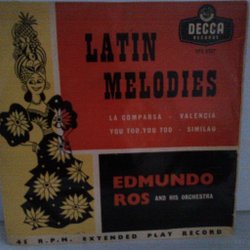 DECCA
RECORDS
LATIN
MELODIES
LA COMPARSA - VALENCIA
YOU TOO, YOU TOO - SIMILAU
EDMUNDO
ROS AND HIS ORCHESTRA
45 R.P.M. EXTENDED PLAY RECORD